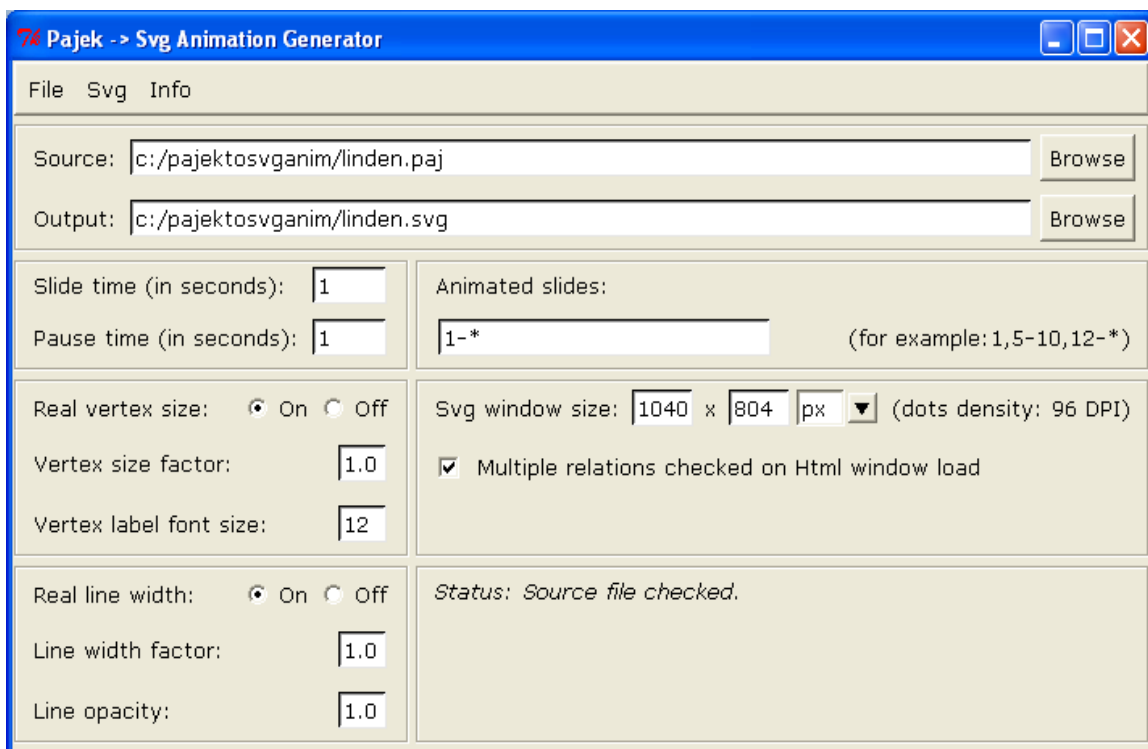 Pajek -> Svg Animation Generator
File Svg Info
Source: c:/pajektosvganim/linden.paj Browse
Output: c:/pajektosvganim/linden.svg Browse
Slide time (in seconds): 1
Pause time (in seconds): 1
Animated slides:
1-* (for example: 1,5-10,12-*)
Real vertex size: On Off
Vertex size factor: 1.0
Vertex label font size: 12
Svg window size: 1040 x 804 px (dots density: 96 DPI)
Multiple relations checked on Html window load
Real line width: On Off
Line width factor: 1.0
Line opacity: 1.0
Status: Source file checked.